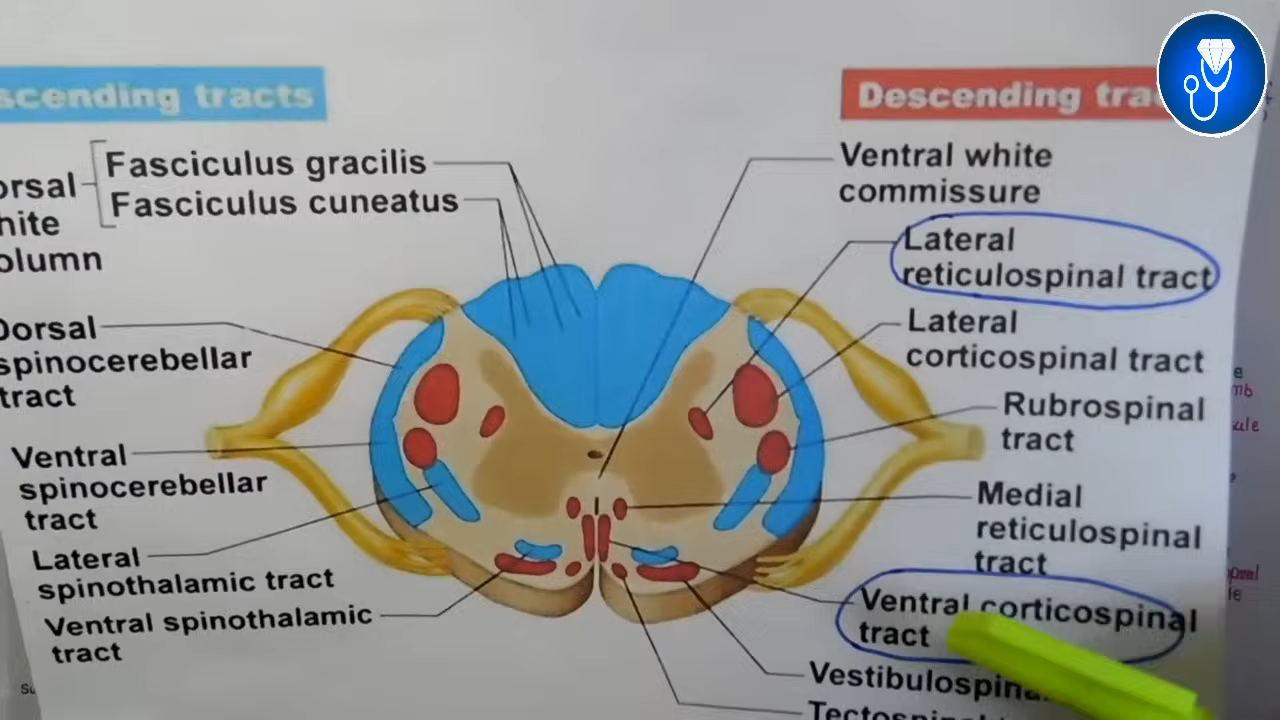 scending tracts
orsal
hite
olumn
Fasciculus gracilis
Fasciculus cuneatus
Dorsal
spinocerebellar
tract
Ventral
spinocerebellar
tract
Lateral
spinothalamic tract
Ventral spinothalamic
tract
Descending tra
Ventral white
commissure
Lateral
reticulospinal tract
Lateral
corticospinal tract
Rubrospinal
tract
Medial
reticulospinal
tract
Ventral corticospinal
tract
Vestibulospina
Tectospinal